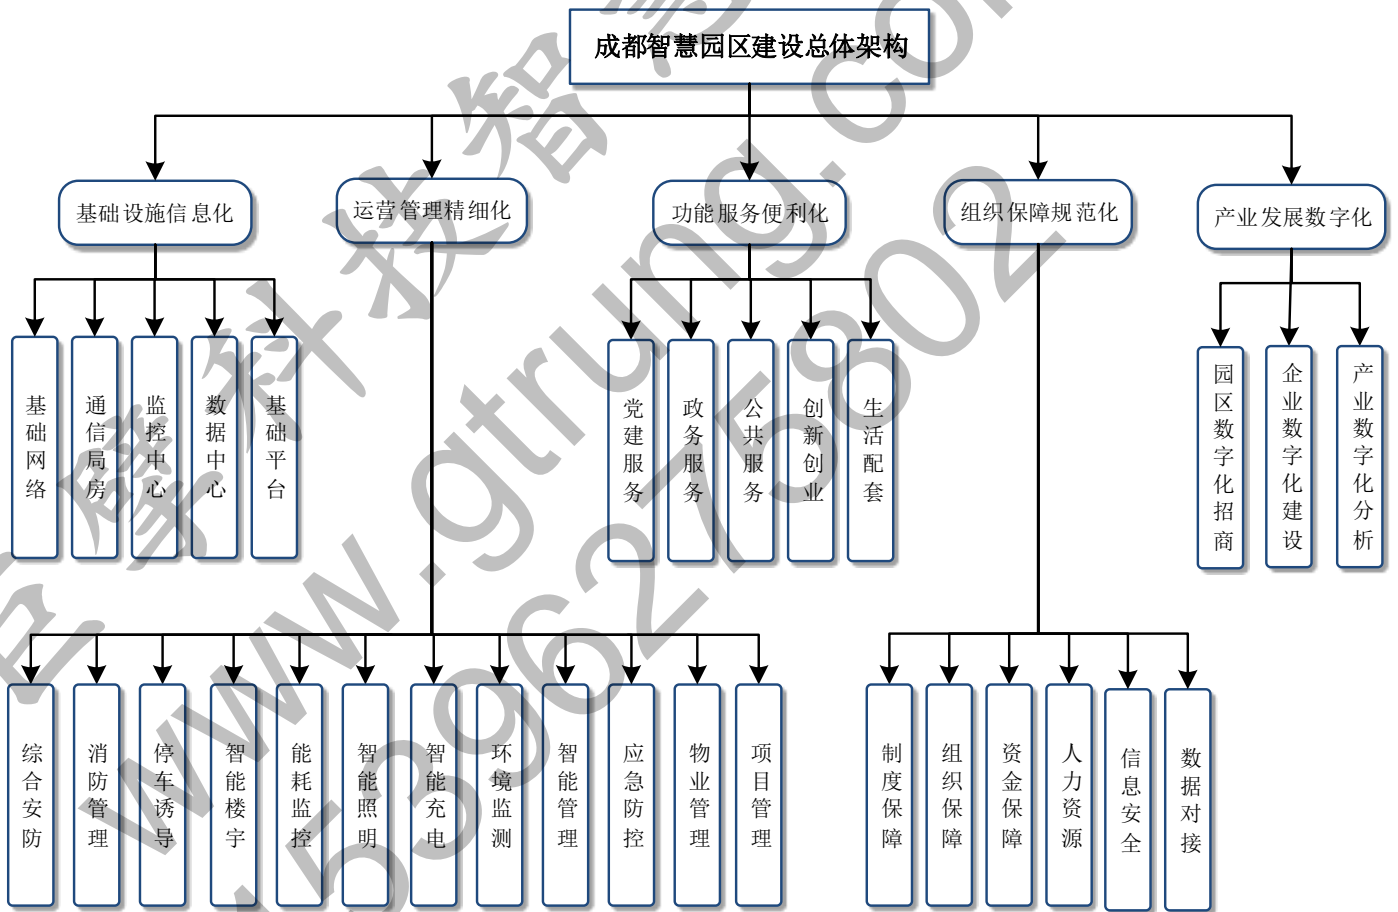 成都智慧园区建设总体架构
基础设施信息化
运营管理精细化
功能服务便利化
组织保障规范化
产业发展数字化
基础网络
通信局房
监控中心
数据中心
基础平台
党建服务
政务服务
公共服务
创新创业
生活配套
园区数字化招商
企业数字化建设
产业数字化分析
综合安防
消防管理
停车诱导
智能楼宇
能耗监控
智能照明
智能充电
环境监测
智能管理
应急防控
物业管理
项目管理
制度保障
组织保障
资金保障
人力资源
信息安全
数据对接
擘科技智慧
www.gtrung.co
15396275802